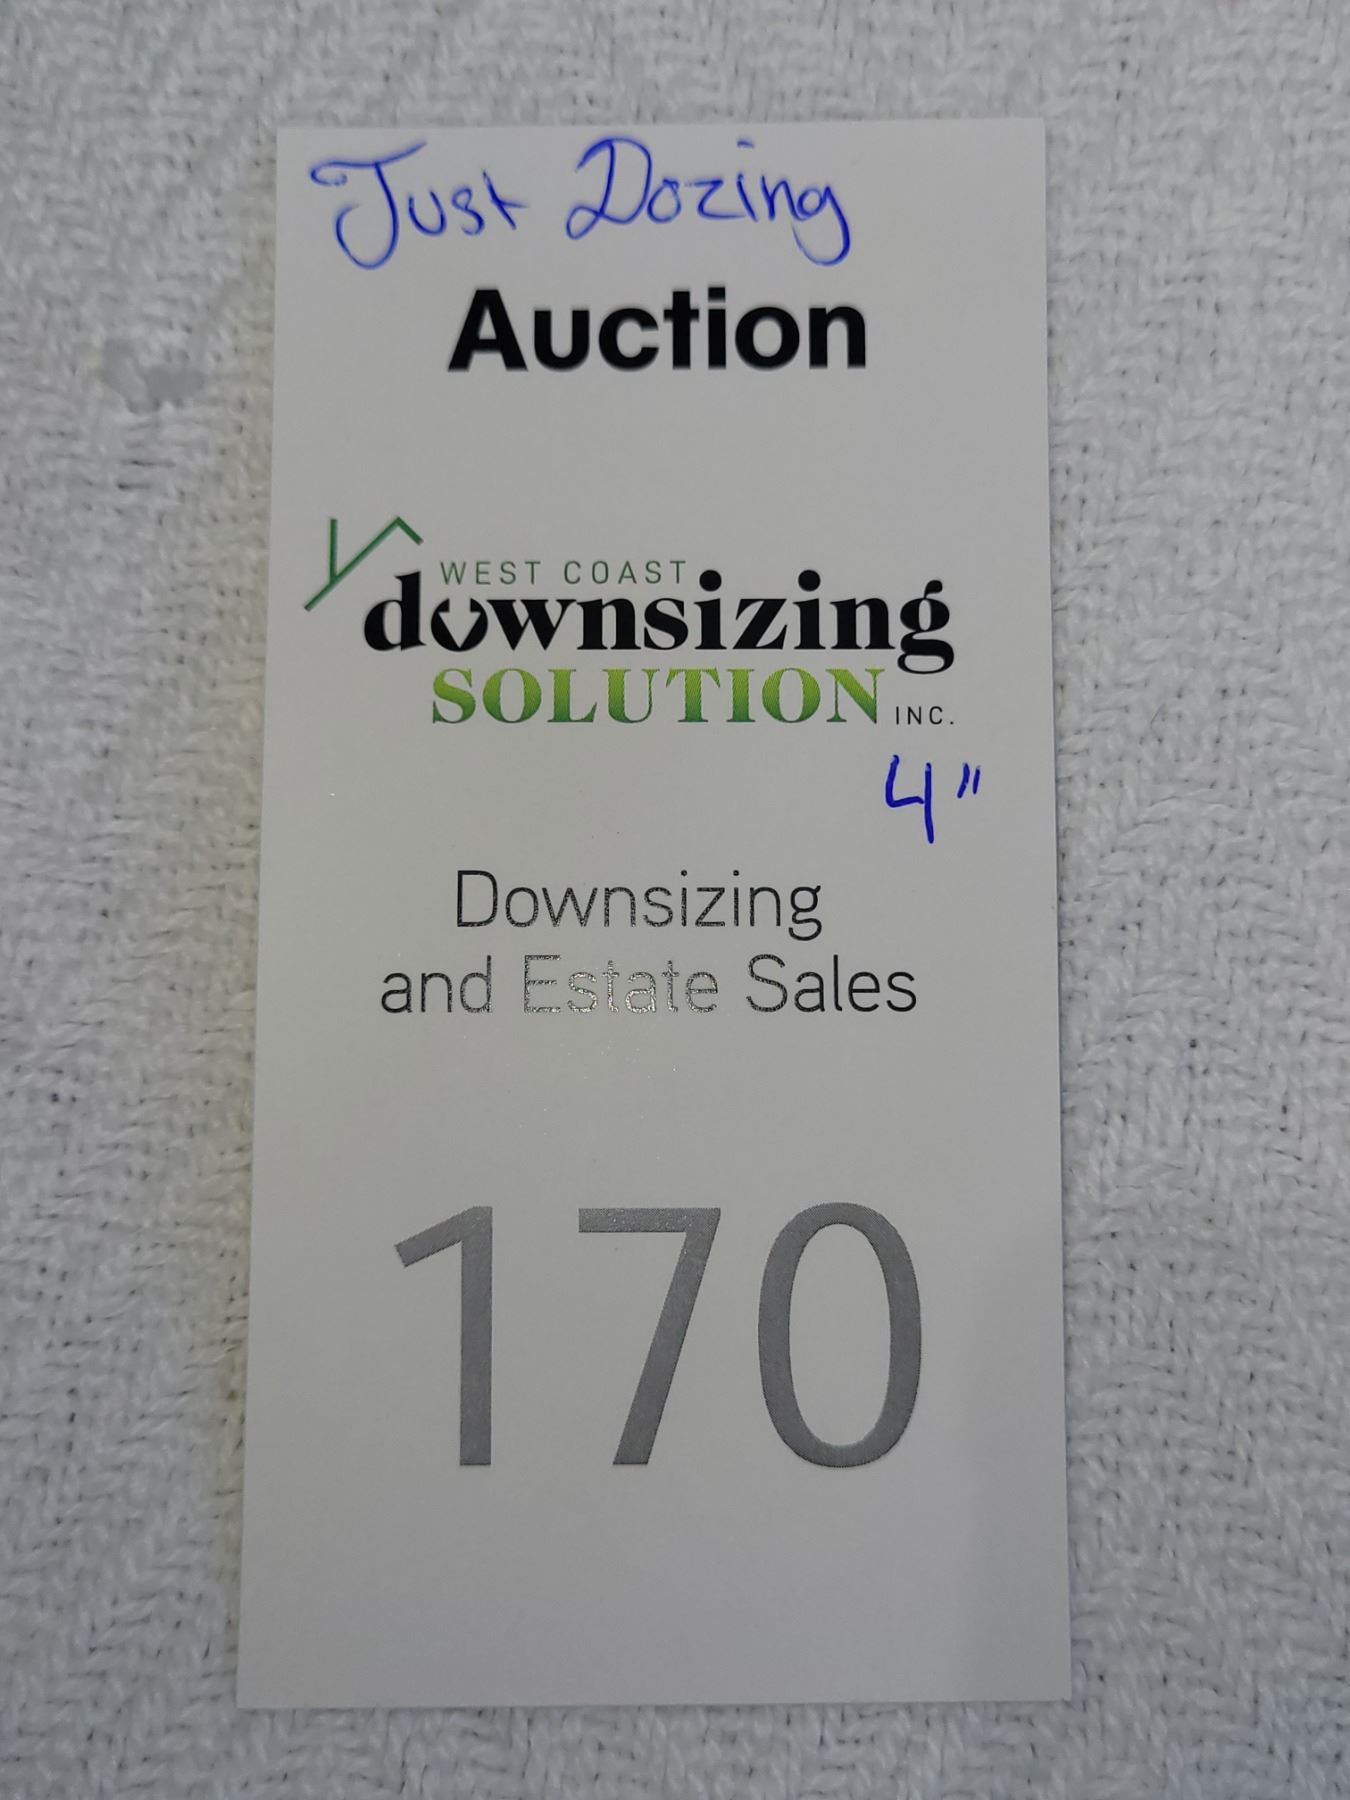 Just Dozing
Auction
WEST COAST
downsizing
SOLUTION INC.
4"
Downsizing
and Estate Sales
170